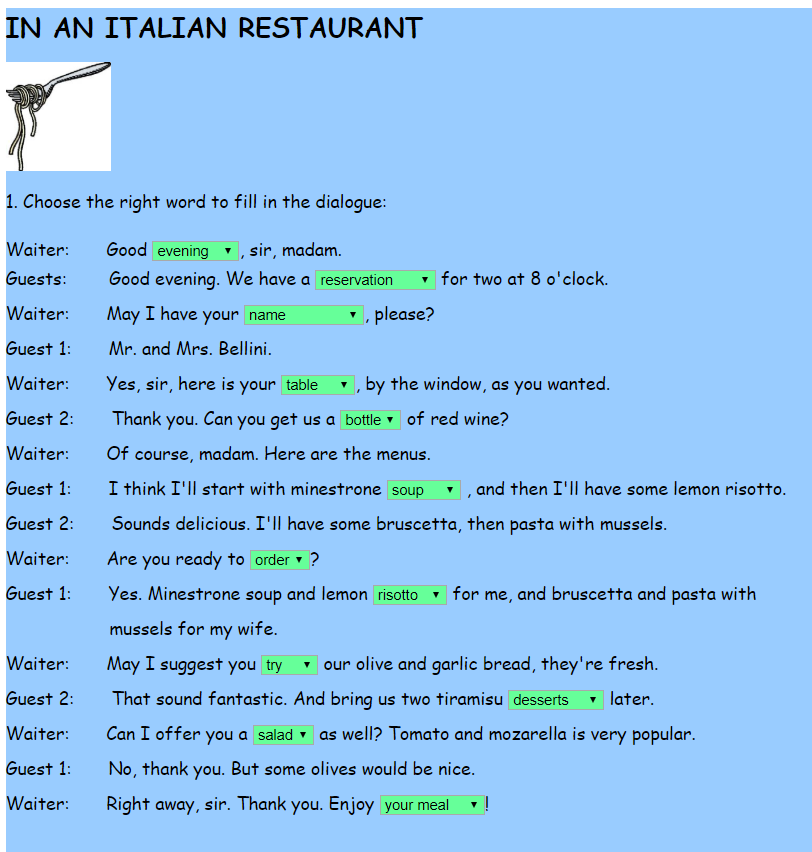 IN AN ITALIAN RESTAURANT
1. Choose the right word to fill in the dialogue:
Waiter: Good evening, sir, madam.
Guests: Good evening. We have a reservation for two at 8 o'clock.
Waiter: May I have your name, please?
Guest 1: Mr. and Mrs. Bellini.
Waiter: Yes, sir, here is your table, by the window, as you wanted.
Guest 2: Thank you. Can you get us a bottle of red wine?
Waiter: Of course, madam. Here are the menus.
Guest 1: I think I'll start with minestrone soup , and then I'll have some lemon risotto.
Guest 2: Sounds delicious. I'll have some bruscetta, then pasta with mussels.
Waiter: Are you ready to order?
Guest 1: Yes. Minestrone soup and lemon risotto for me, and bruscetta and pasta with
mussels for my wife.
Waiter: May I suggest you try our olive and garlic bread, they're fresh.
Guest 2: That sound fantastic. And bring us two tiramisu desserts later.
Waiter: Can I offer you a salad as well? Tomato and mozarella is very popular.
Guest 1: No, thank you. But some olives would be nice.
Waiter: Right away, sir. Thank you. Enjoy your meal!